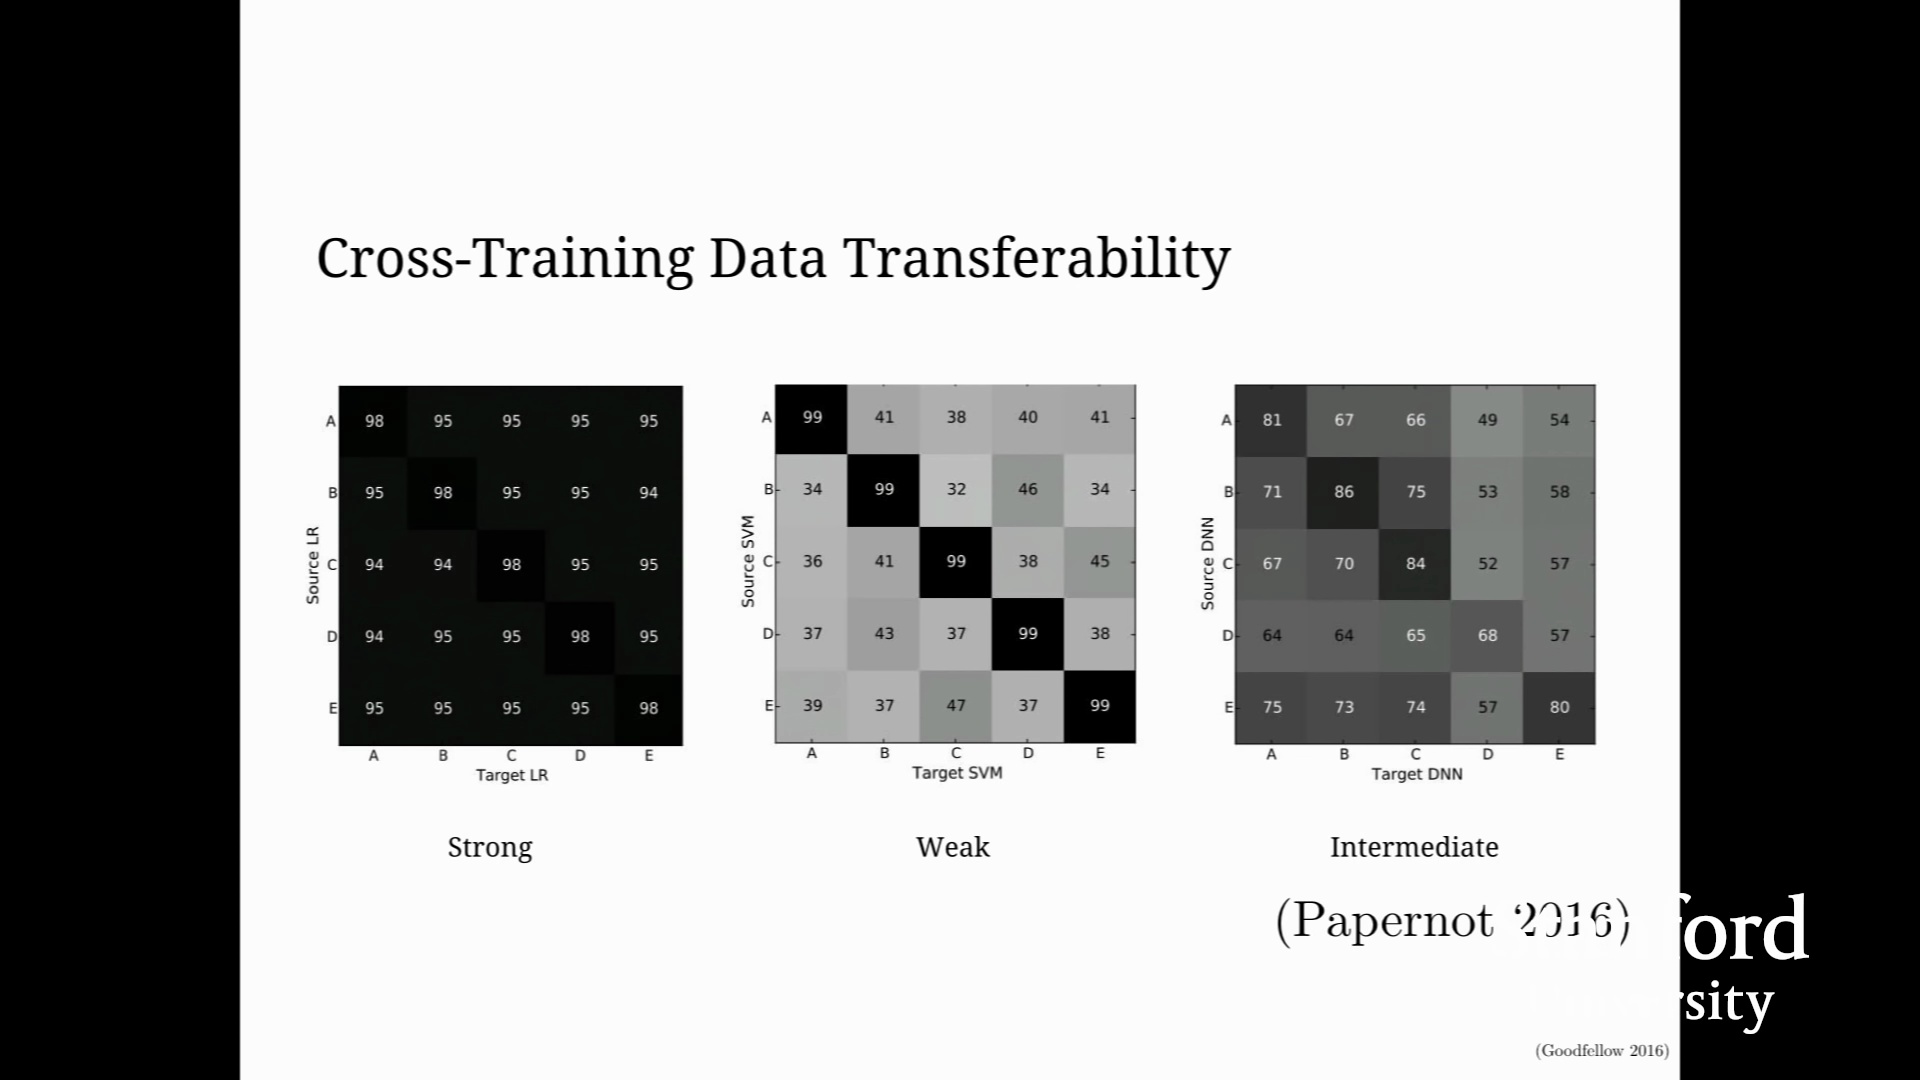 Cross-Training Data Transferability
Source LR
A 98 95 95 95 95
B 95 98 95 95 94
C 94 94 98 95 95
D 94 95 95 98 95
E 95 95 95 95 98
A B C D E
Target LR
Strong
Source SVM
A 99 41 38 40 41
B 34 99 32 46 34
C 36 41 99 38 45
D 37 43 37 99 38
E 39 37 47 37 99
A B C D E
Target SVM
Weak
Source DNN
A 81 67 66 49 54
B 71 86 75 53 58
C 67 70 84 52 57
D 64 64 65 68 57
E 75 73 74 57 80
A B C D E
Target DNN
Intermediate
(Papernot 2016)
(Goodfellow 2016)